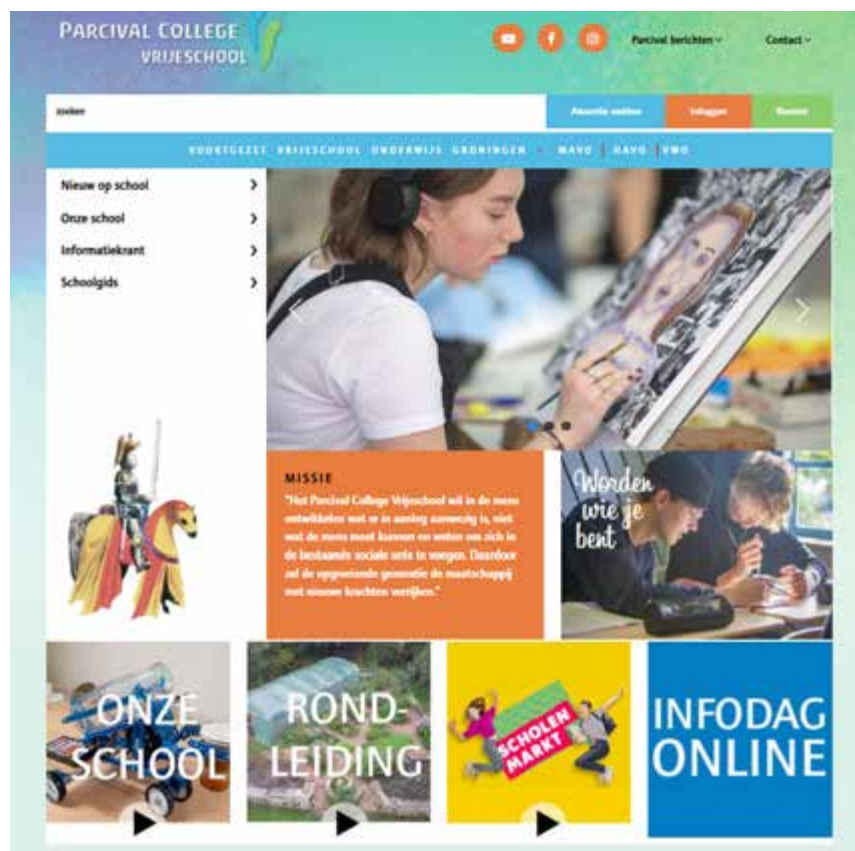 PARCIVAL COLLEGE
VRIJESCHOOL
Parcival berichten
Contact
zoeken
Absentie melden
Inloggen
VOORTGEZET VRIJESCHOOL ONDERWIJS GRONINGEN - MAVO | HAVO | VWO
Nieuw op school
Onze school
Informatiekrant
Schoolgids
MISSIE
"Het Parcival College Vrijeschool wil in de mens
ontwikkelen wat er in aanleg aanwezig is, niet
wat de mens moet kunnen en weten om zich in
de bestaande sociale orde te voegen. Daardoor
zal de opgroeiende generatie de maatschappij
met nieuwe krachten verrijken."
Worden
wie je
bent
ONZE
SCHOOL
ROND-
LEIDING
SCHOLEN
MARKT
INFODAG
ONLINE